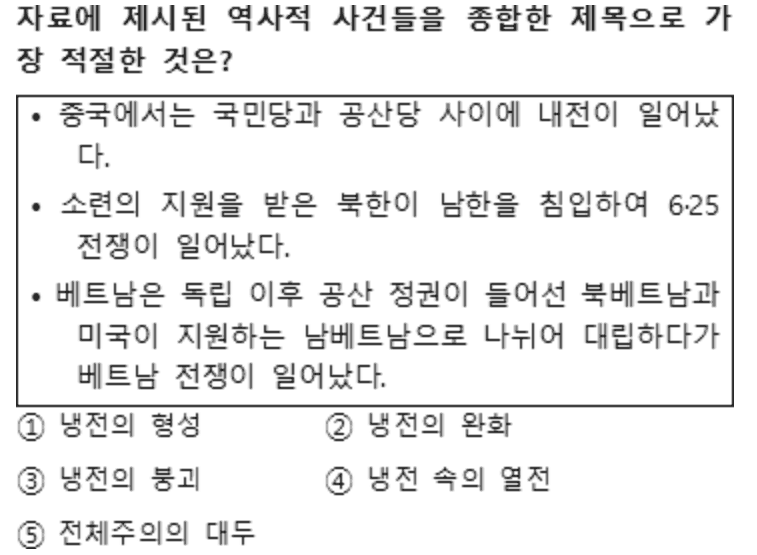 자료에 제시된 역사적 사건들을 종합한 제목으로 가
장 적절한 것은?
• 중국에서는 국민당과 공산당 사이에 내전이 일어났
다.
• 소련의 지원을 받은 북한이 남한을 침입하여 6·25
전쟁이 일어났다.
• 베트남은 독립 이후 공산 정권이 들어선 북베트남과
미국이 지원하는 남베트남으로 나뉘어 대립하다가
베트남 전쟁이 일어났다.
① 냉전의 형성 ② 냉전의 완화
③ 냉전의 붕괴 ④ 냉전 속의 열전
⑤ 전체주의의 대두